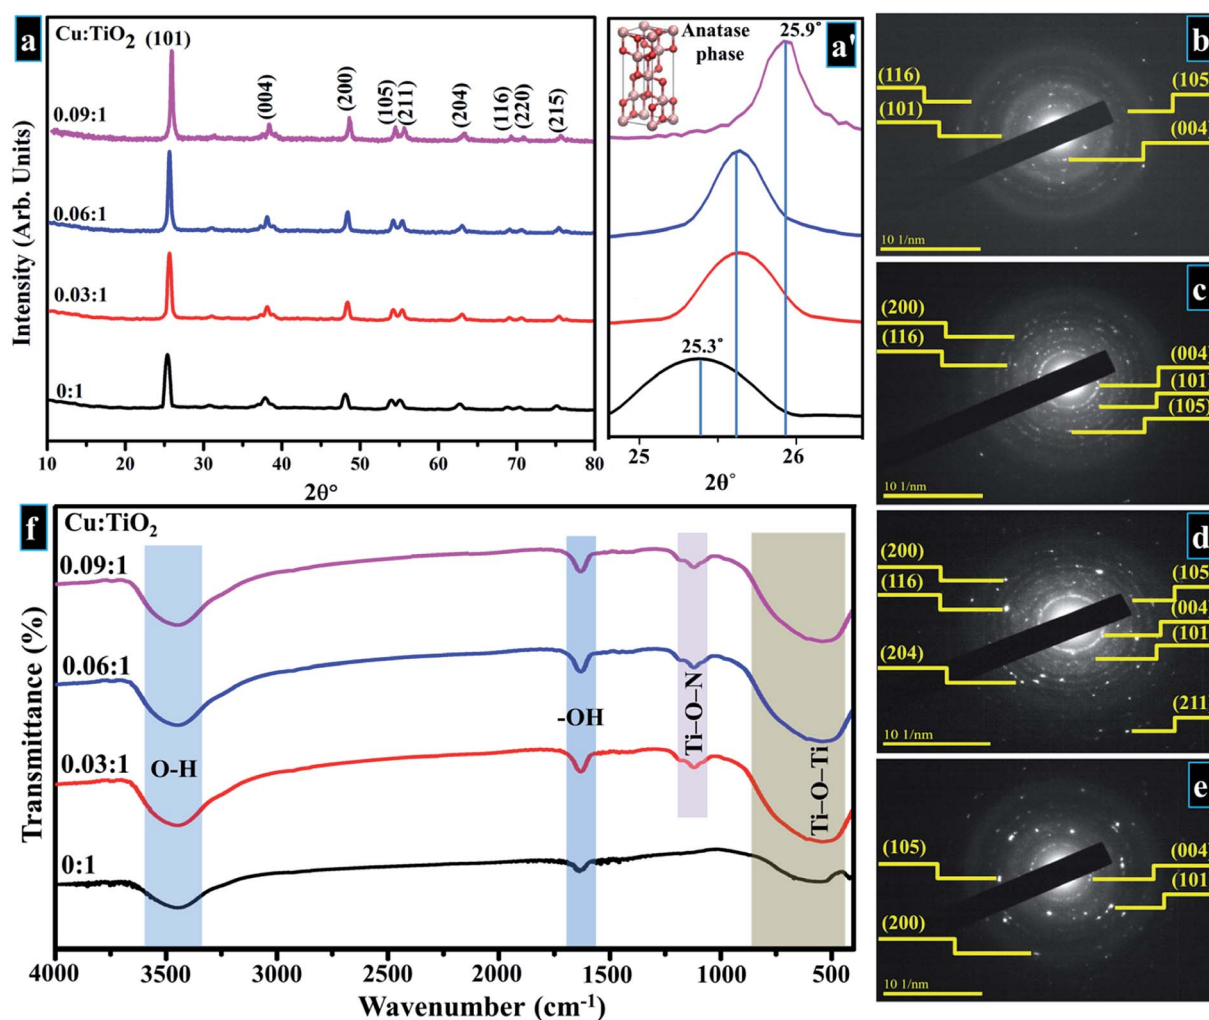 a
Cu:TiO2 (101)
(004)
(200)
(105)
(211)
(204)
(116)
(220)
(215)
0.09:1
0.06:1
0.03:1
0:1
Intensity (Arb. Units)
10 20 30 40 50 60 70 80
2θ°
a'
Anatase
phase
25.9°
25.3°
25 26
2θ°
b
(116)
(101)
(105)
(004)
10 1/nm
c
(200)
(116)
(004)
(101)
(105)
10 1/nm
d
(200)
(116)
(204)
(105)
(004)
(101)
(211)
10 1/nm
e
(105)
(200)
(004)
(101)
10 1/nm
f
Cu:TiO2
0.09:1
0.06:1
0.03:1
0:1
O-H
-OH
Ti–O–N
Ti–O–Ti
Transmittance (%)
4000 3500 3000 2500 2000 1500 1000 500
Wavenumber (cm-1)